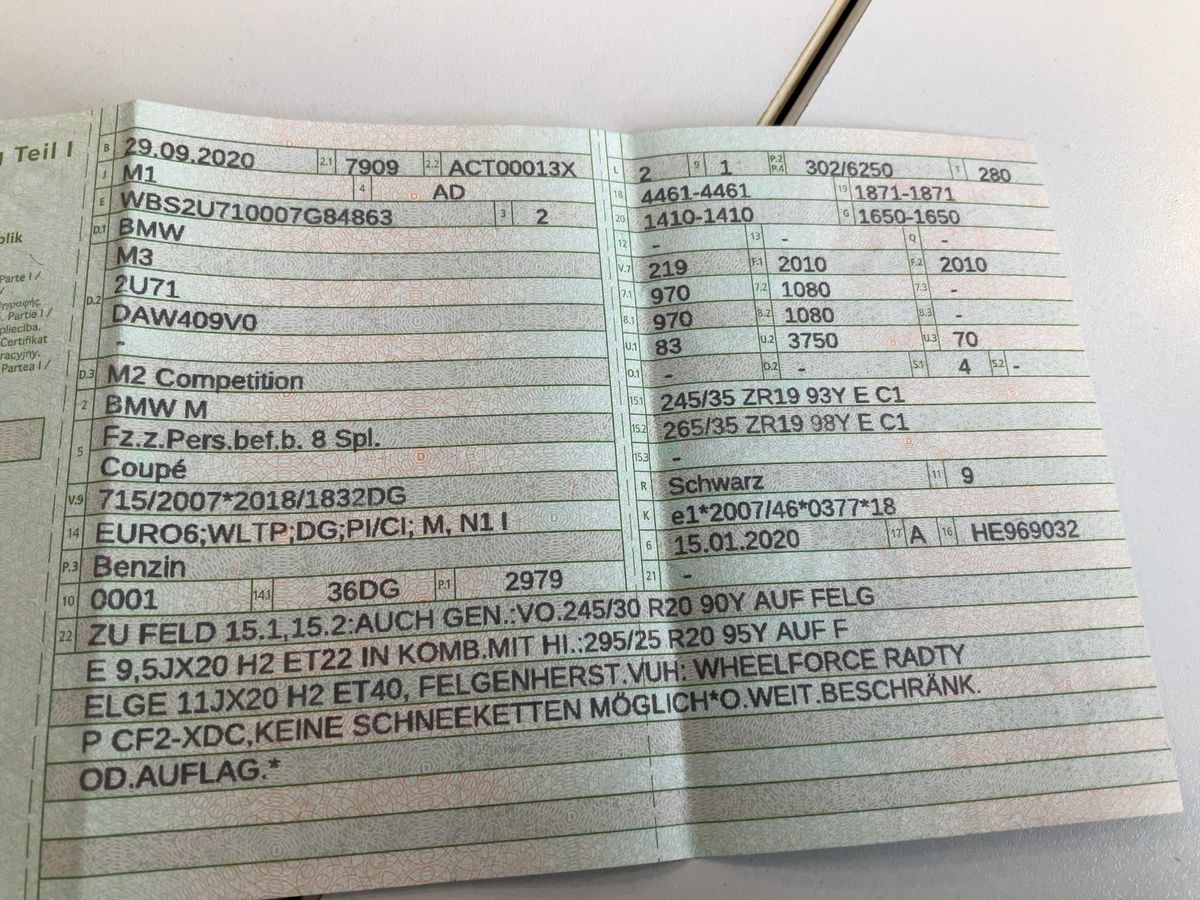 g Teil I
blik
Parte I /
Partie I /
pliecība.
Certifikat
racyjny.
Partea I /
B 29.09.2020 2.1 7909 2.2 ACT00013X
J M1 4 AD
E WBS2U710007G84863 3 2
D.1 BMW
M3
D.2 2U71
DAW409V0
-
D.3 M2 Competition
2 BMW M
5 Fz.z.Pers.bef.b. 8 Spl.
Coupé
V.9 715/2007*2018/1832DG
14 EURO6;WLTP;DG;PI/CI; M, N1 I
P.3 Benzin
10 0001 14.1 36DG P.1 2979
L 2 9 1 P.2 P.4 302/6250 T 280
18 4461-4461 19 1871-1871
20 1410-1410 G 1650-1650
12 - 13 - Q -
V.7 219 F.1 2010 F.2 2010
7.1 970 7.2 1080 7.3 -
8.1 970 8.2 1080 8.3 -
U.1 83 U.2 3750 U.3 70
O.1 - O.2 - S.1 4 S.2 -
15.1 245/35 ZR19 93Y E C1
15.2 265/35 ZR19 98Y E C1
15.3 -
R Schwarz 11 9
K e1*2007/46*0377*18
6 15.01.2020 17 A 16 HE969032
21 -
22 ZU FELD 15.1,15.2:AUCH GEN.:VO.245/30 R20 90Y AUF FELG
E 9,5JX20 H2 ET22 IN KOMB.MIT HI.:295/25 R20 95Y AUF F
ELGE 11JX20 H2 ET40, FELGENHERST.VUH: WHEELFORCE RADTY
P CF2-XDC,KEINE SCHNEEKETTEN MÖGLICH*O.WEIT.BESCHRÄNK.
OD.AUFLAG.*